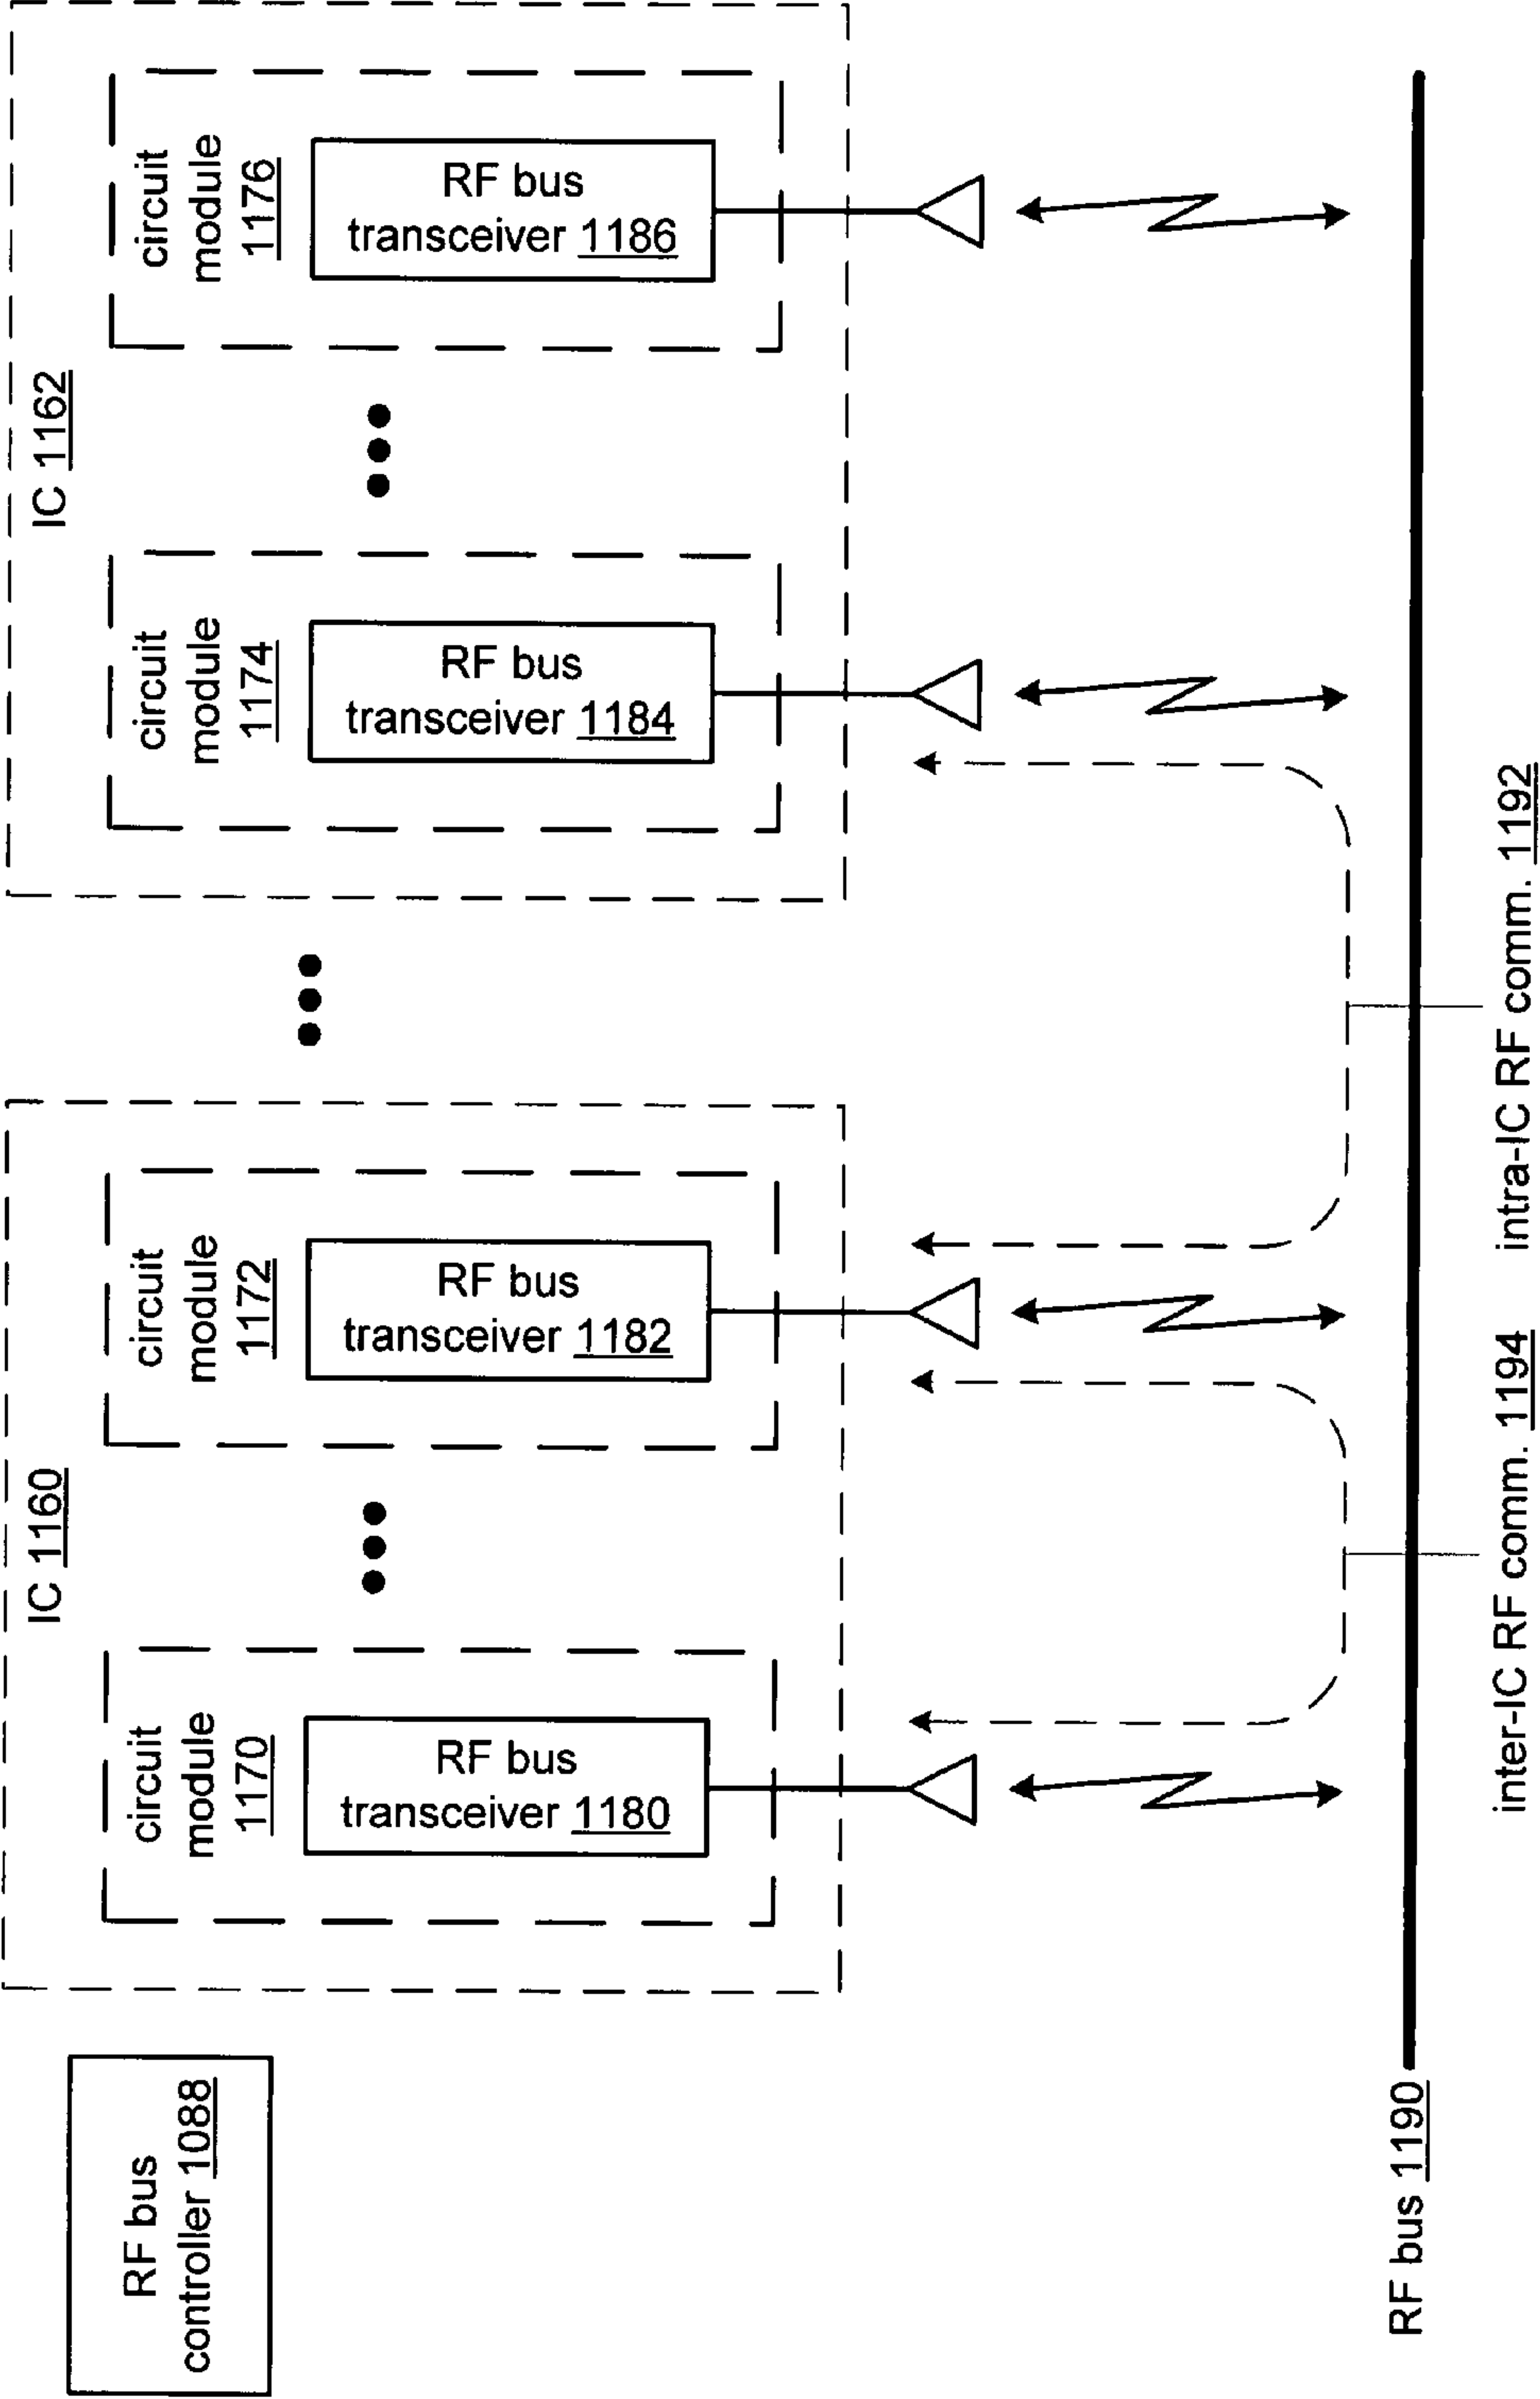 RF bus
controller 1088
IC 1160
circuit
module
1170
RF bus
transceiver 1180
circuit
module
1172
RF bus
transceiver 1182
IC 1162
circuit
module
1174
RF bus
transceiver 1184
circuit
module
1176
RF bus
transceiver 1186
RF bus 1190
inter-IC RF comm. 1194
intra-IC RF comm. 1192